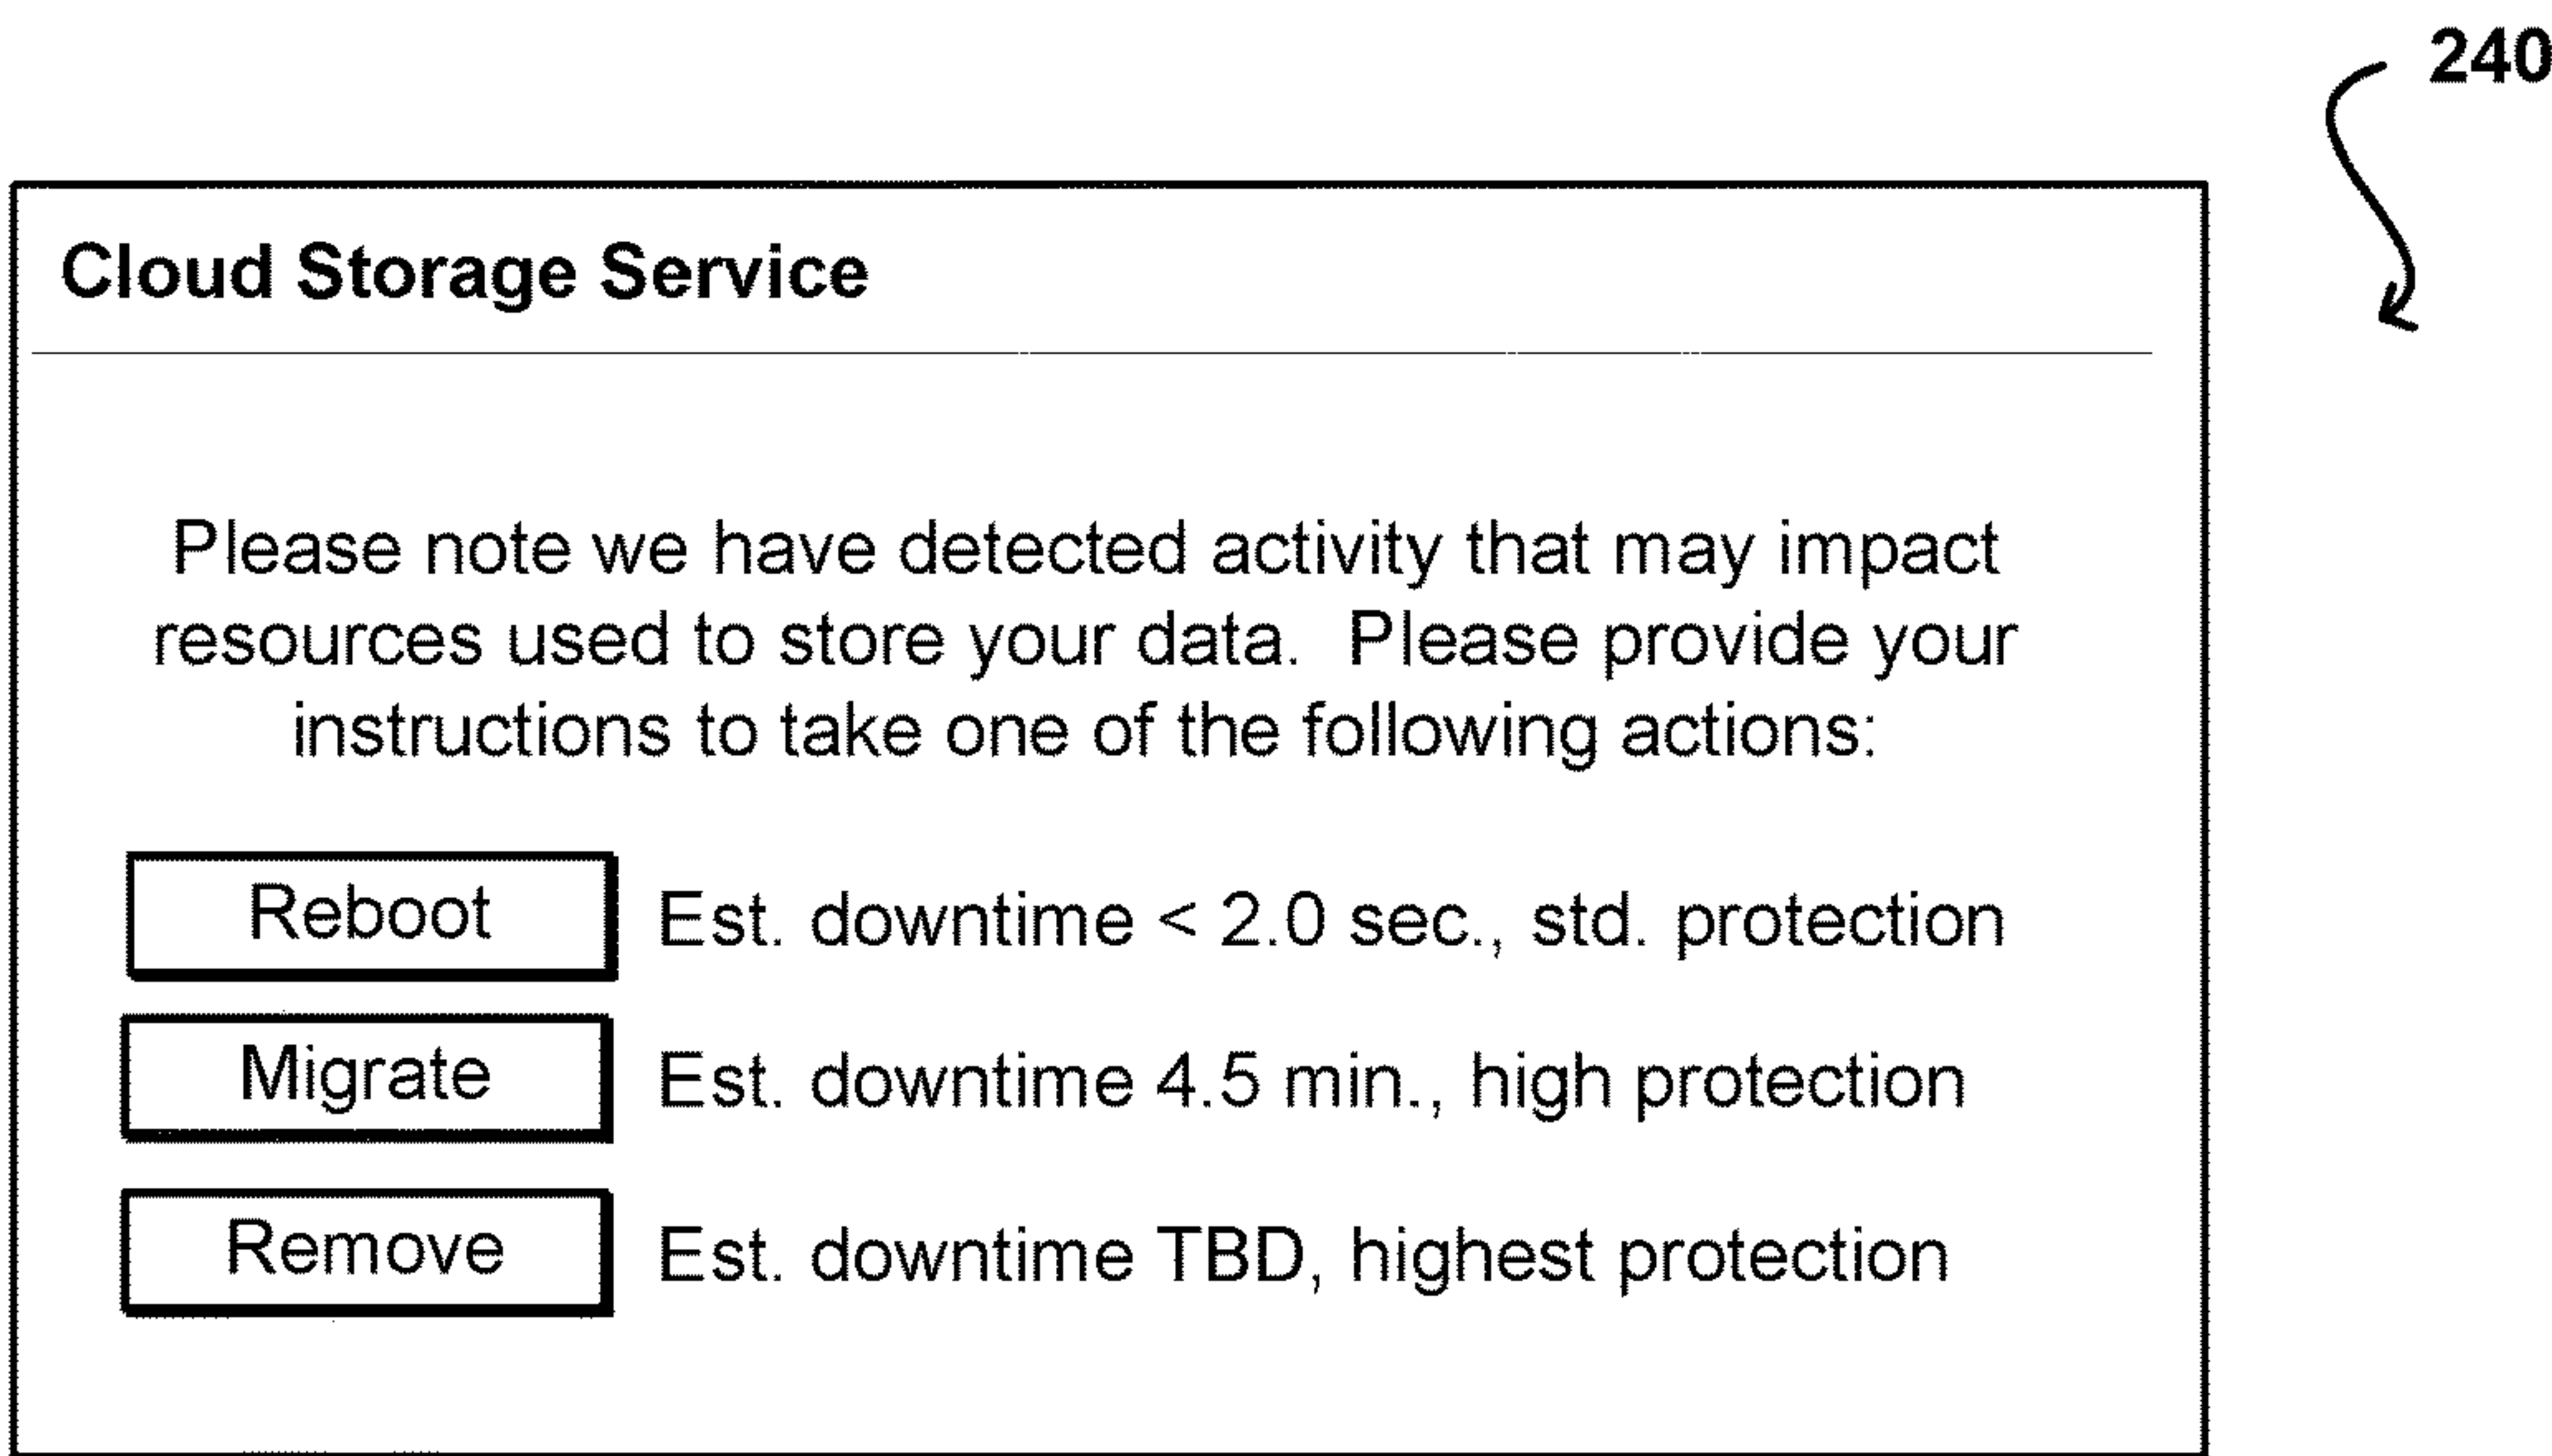 240
Cloud Storage Service
Please note we have detected activity that may impact
resources used to store your data.  Please provide your
instructions to take one of the following actions:
Reboot Est. downtime < 2.0 sec., std. protection
Migrate Est. downtime 4.5 min., high protection
Remove Est. downtime TBD, highest protection